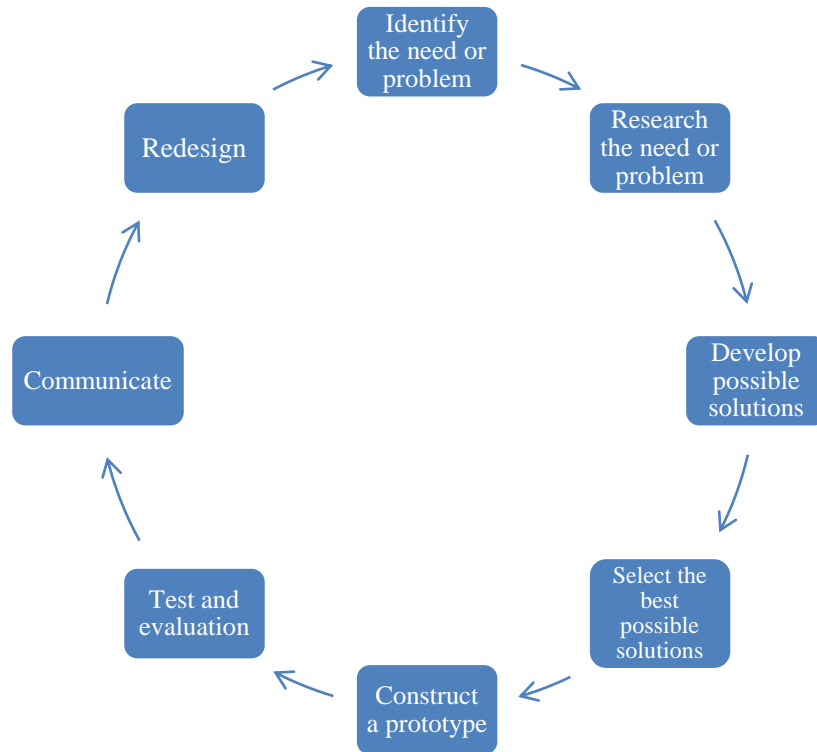 Identify
the need or
problem
Research
the need or
problem
Develop
possible
solutions
Select the
best
possible
solutions
Construct
a prototype
Test and
evaluation
Communicate
Redesign